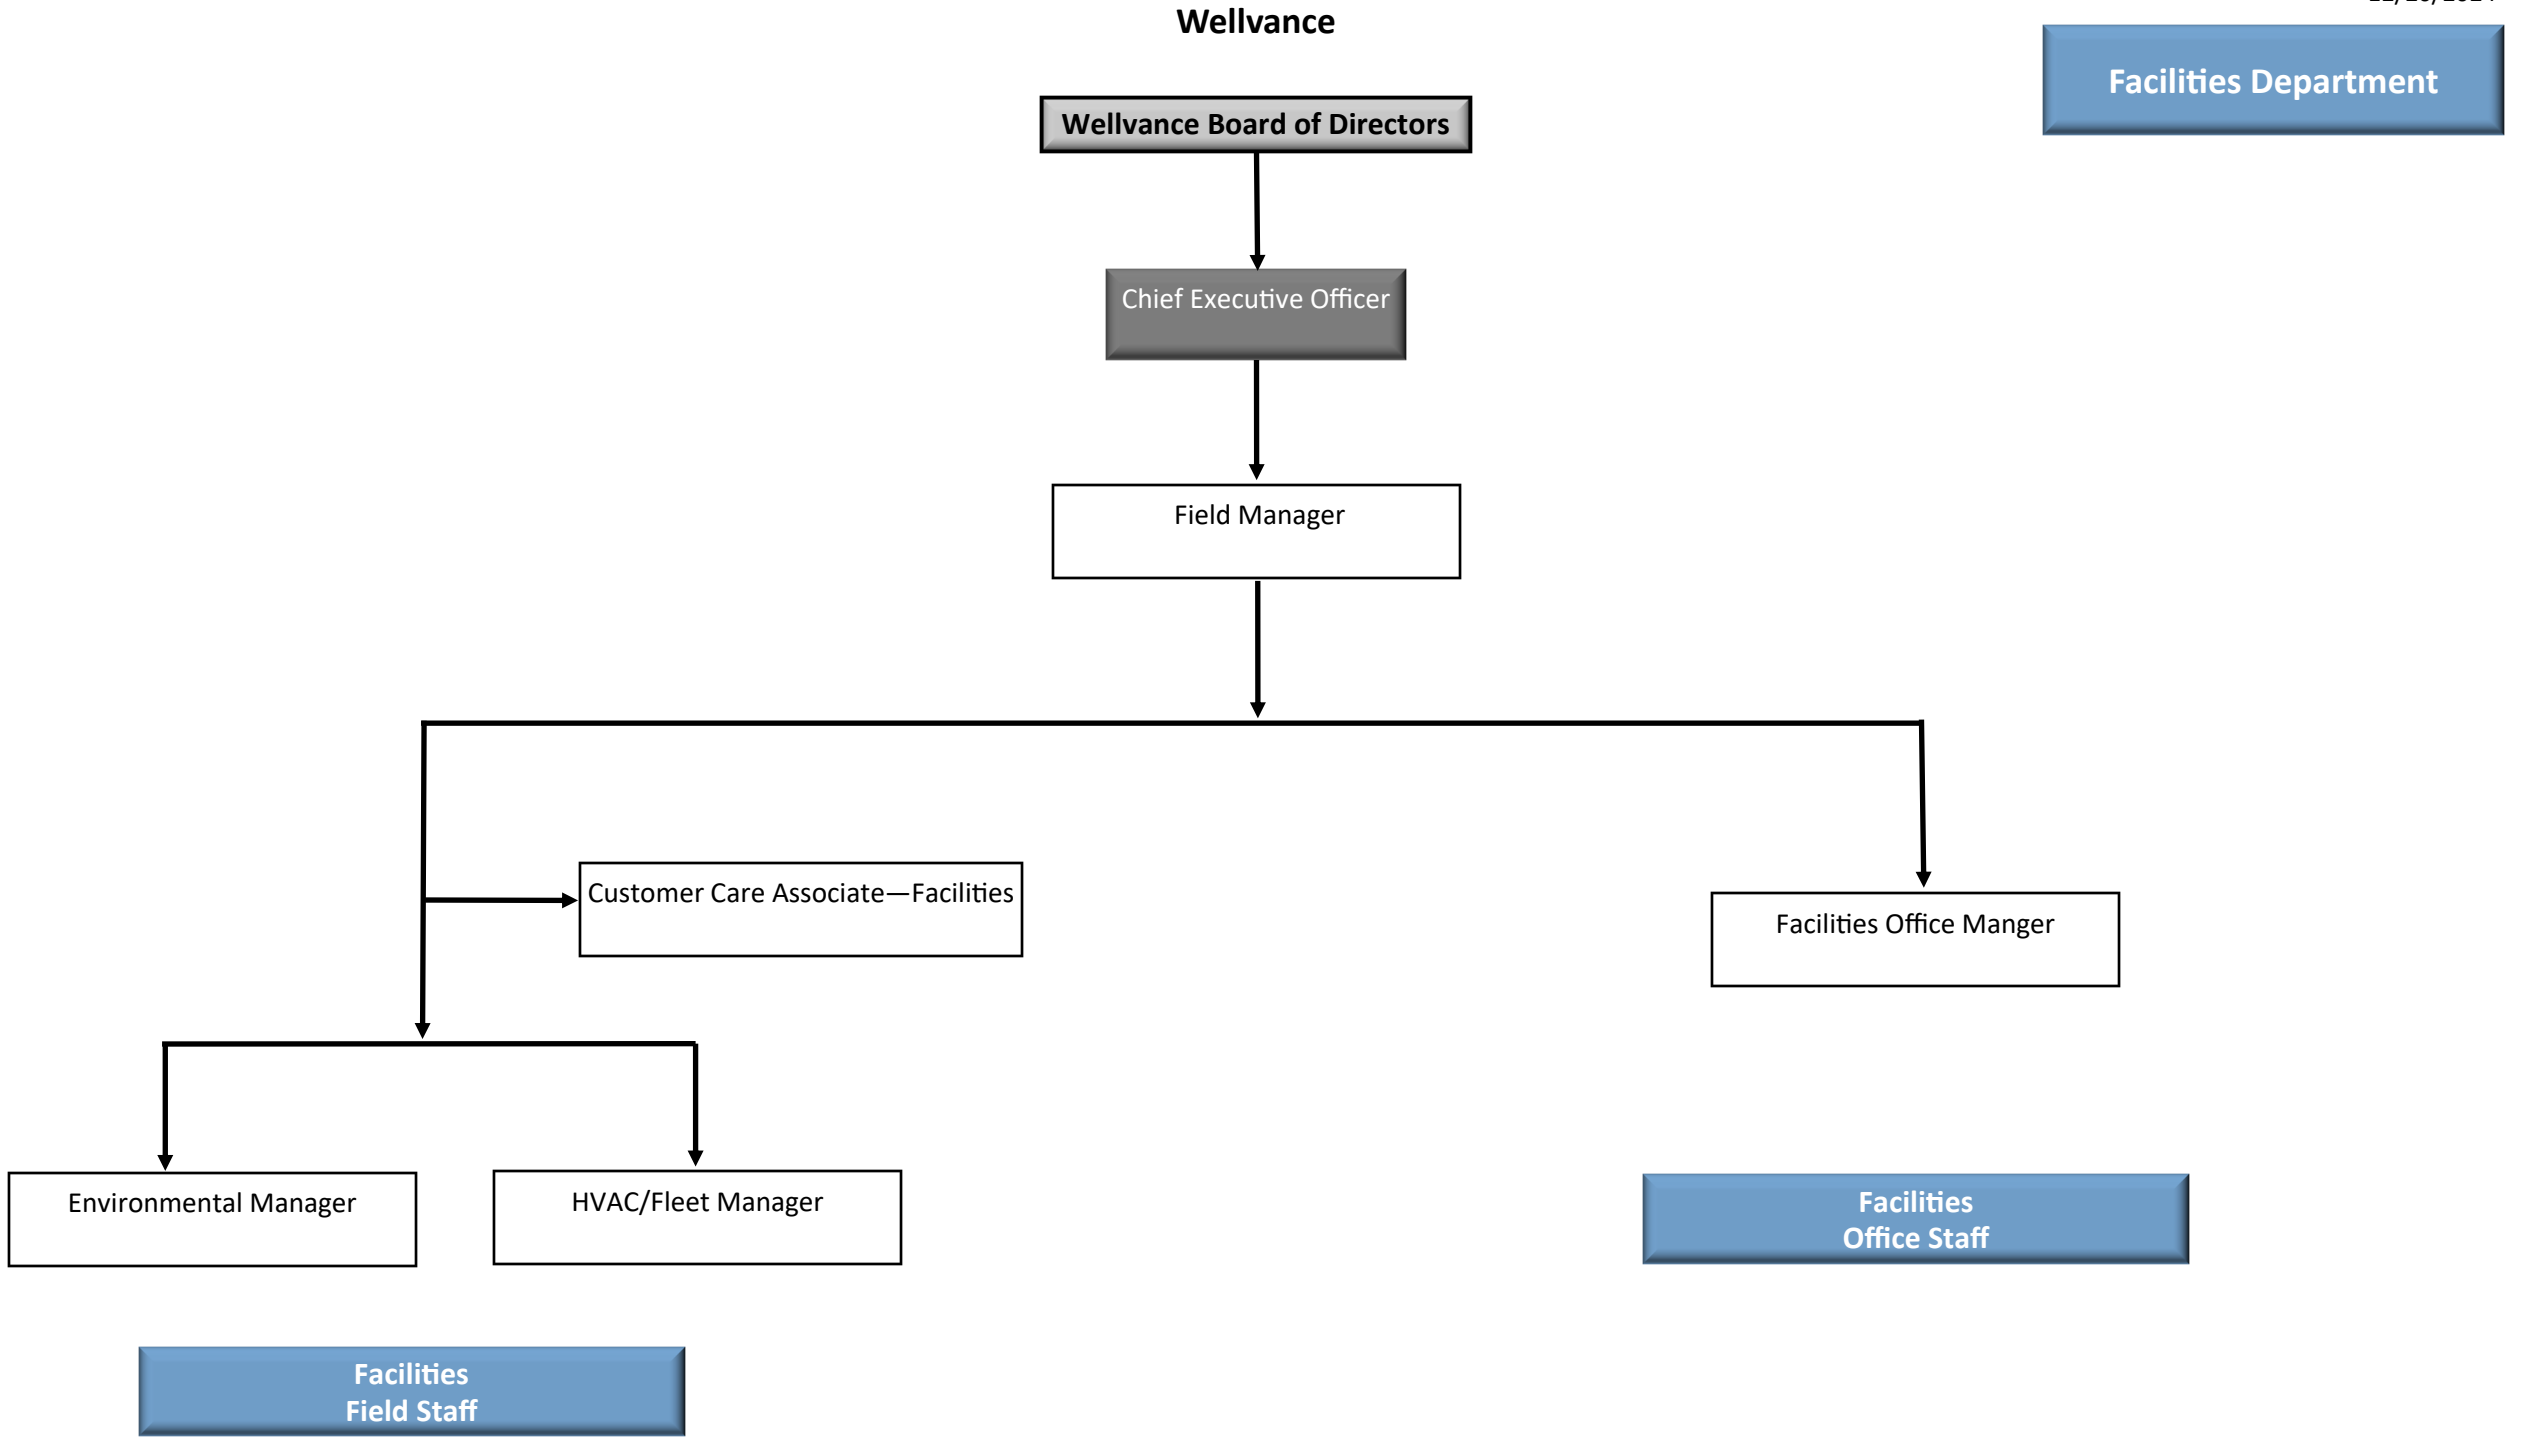 Wellvance
Facilities Department
Wellvance Board of Directors
Chief Executive Officer
Field Manager
Customer Care Associate—Facilities
Facilities Office Manger
Environmental Manager
HVAC/Fleet Manager
Facilities
Office Staff
Facilities
Field Staff